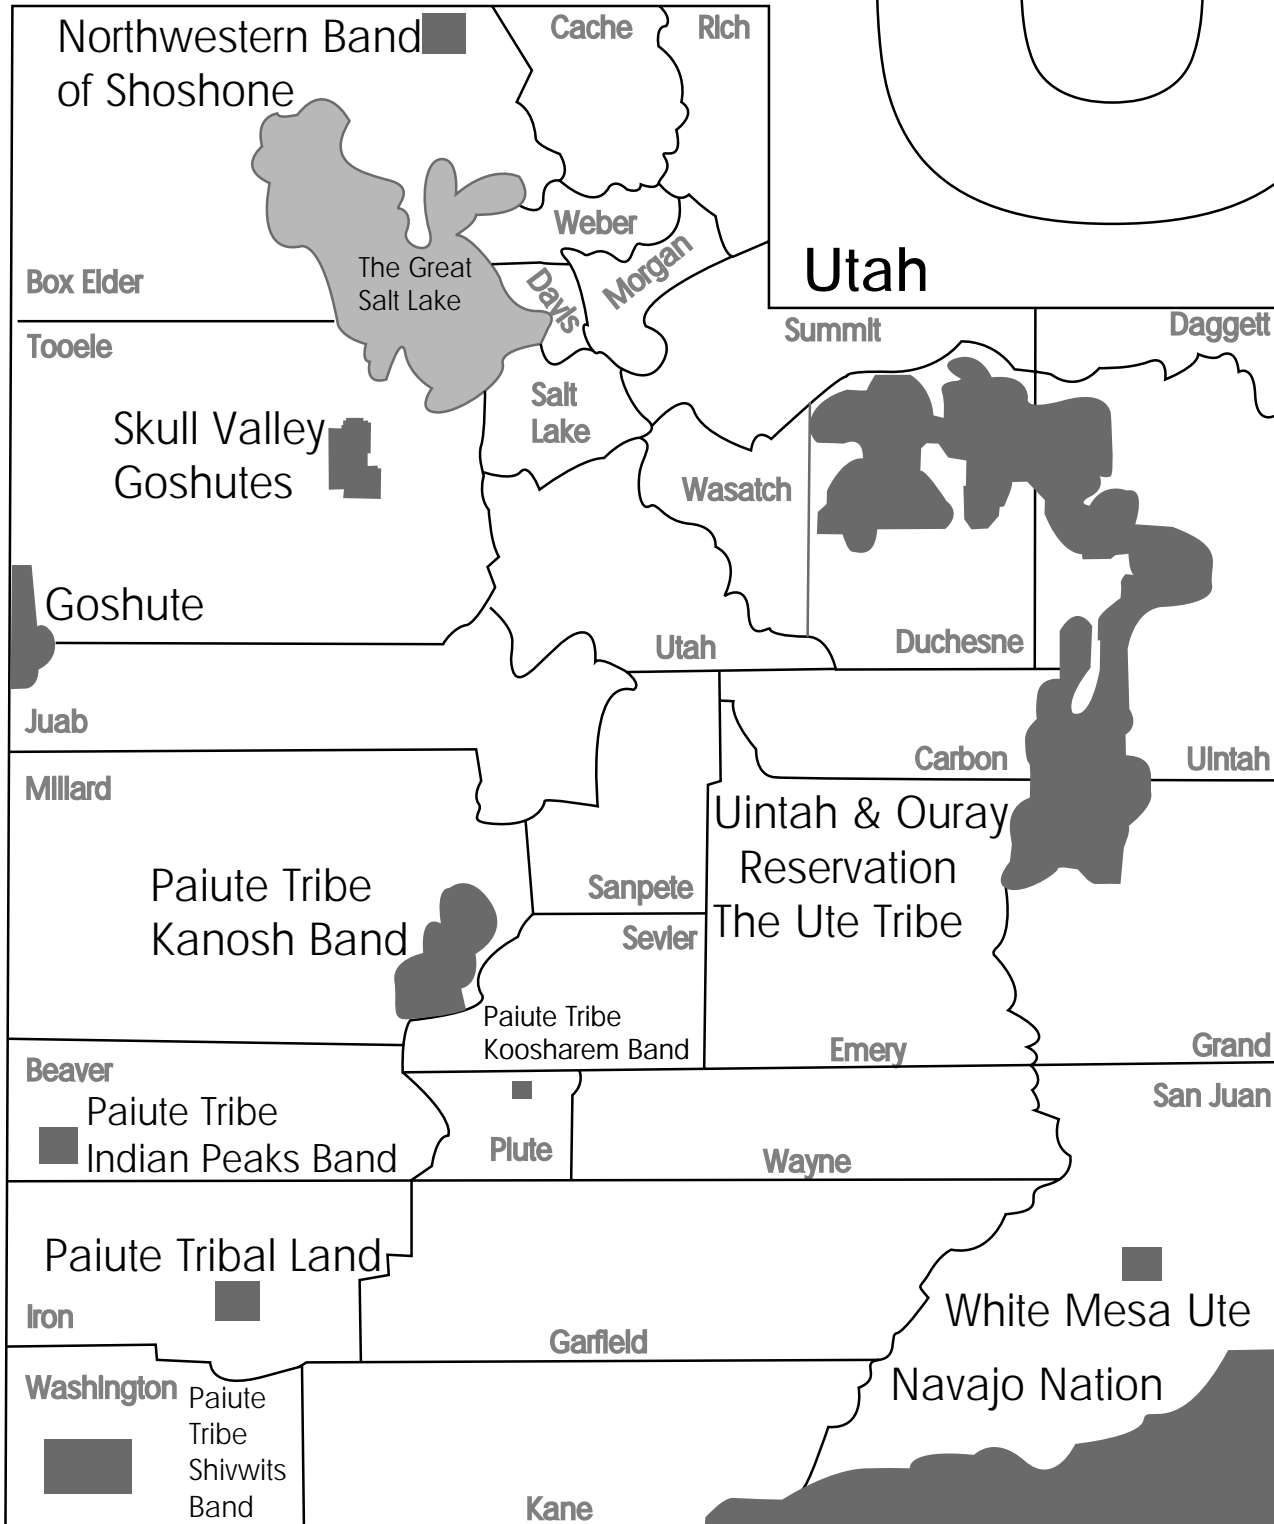 Northwestern Band
of Shoshone
Cache
Rich
Weber
Morgan
Davis
The Great
Salt Lake
Utah
Box Elder
Tooele
Summit
Daggett
Salt
Lake
Skull Valley
Goshutes
Wasatch
Goshute
Utah
Duchesne
Juab
Carbon
Uintah
Millard
Uintah & Ouray
Reservation
The Ute Tribe
Paiute Tribe
Kanosh Band
Sanpete
Sevier
Paiute Tribe
Koosharem Band
Emery
Grand
Beaver
San Juan
Paiute Tribe
Indian Peaks Band
Piute
Wayne
Paiute Tribal Land
Iron
White Mesa Ute
Garfield
Navajo Nation
Washington
Paiute
Tribe
Shivwits
Band
Kane